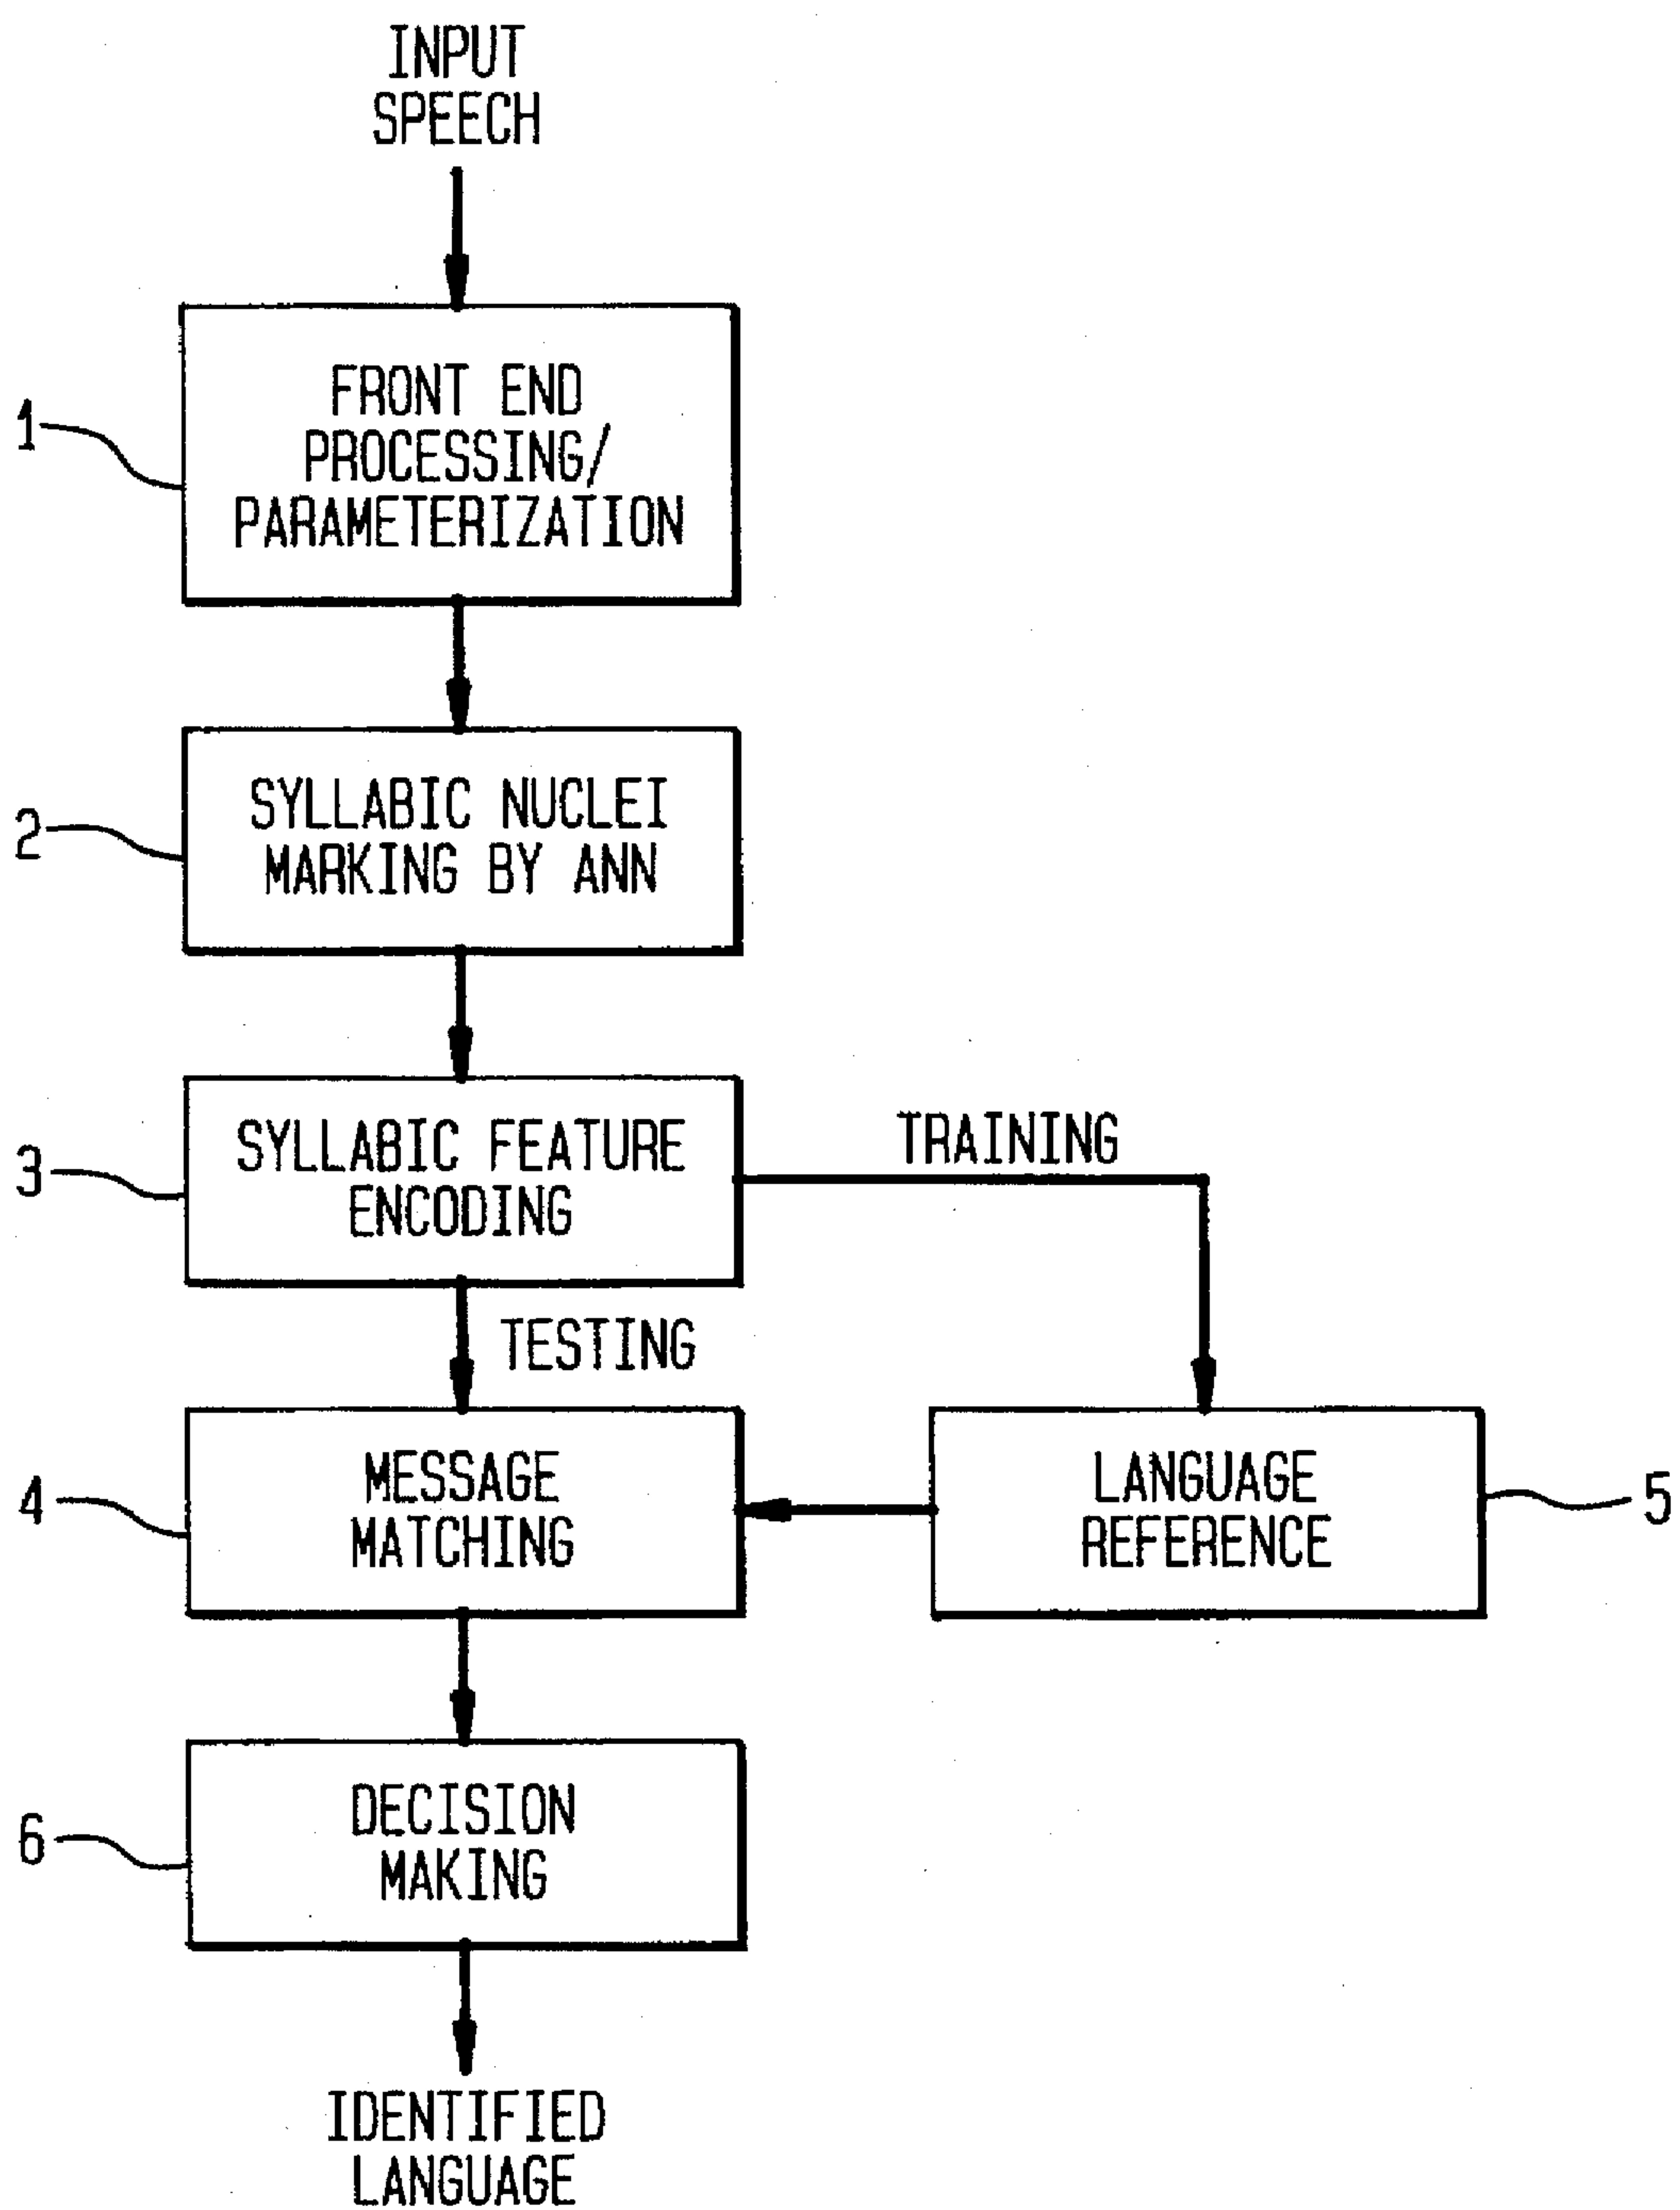 INPUT
SPEECH
1
FRONT END
PROCESSING/
PARAMETERIZATION
2
SYLLABIC NUCLEI
MARKING BY ANN
3
SYLLABIC FEATURE
ENCODING
TRAINING
TESTING
4
MESSAGE
MATCHING
LANGUAGE
REFERENCE
5
6
DECISION
MAKING
IDENTIFIED
LANGUAGE